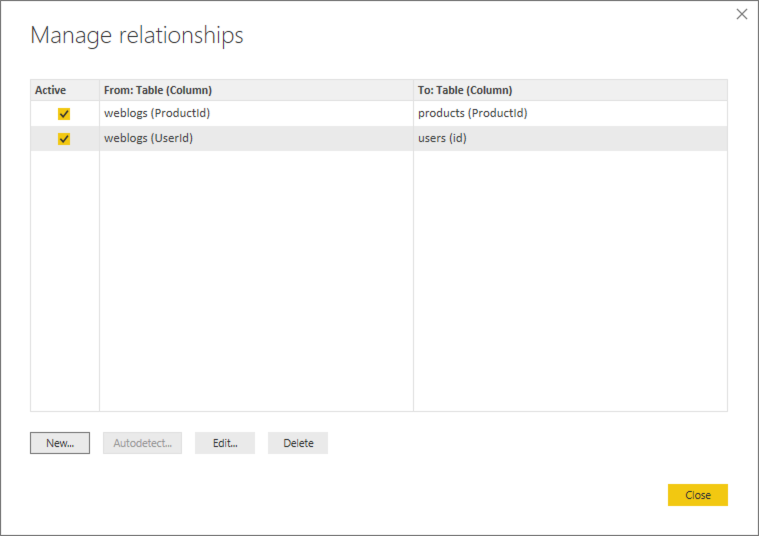 Manage relationships
Active From: Table (Column) To: Table (Column)
weblogs (ProductId) products (ProductId)
weblogs (UserId) users (id)
New... Autodetect... Edit... Delete
Close